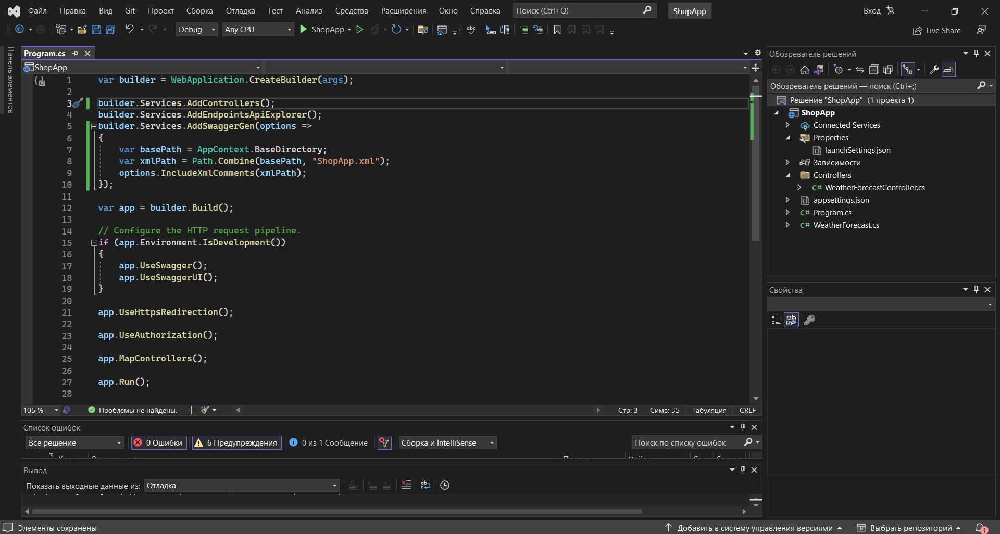 Файл Правка Вид Git Проект Сборка Отладка Тест Анализ Средства Расширения Окно Справка Поиск (Ctrl+Q) ShopApp Вход
Debug Any CPU ShopApp Live Share
Панель элементов
Program.cs
ShopApp
1 var builder = WebApplication.CreateBuilder(args);
2
3 builder.Services.AddControllers();
4 builder.Services.AddEndpointsApiExplorer();
5 builder.Services.AddSwaggerGen(options =>
6 {
7 var basePath = AppContext.BaseDirectory;
8 var xmlPath = Path.Combine(basePath, "ShopApp.xml");
9 options.IncludeXmlComments(xmlPath);
10 });
11
12 var app = builder.Build();
13
14 // Configure the HTTP request pipeline.
15 if (app.Environment.IsDevelopment())
16 {
17 app.UseSwagger();
18 app.UseSwaggerUI();
19 }
20
21 app.UseHttpsRedirection();
22
23 app.UseAuthorization();
24
25 app.MapControllers();
26
27 app.Run();
28
105 % Проблемы не найдены. Стр: 3 Симв: 35 Табуляция CRLF
Список ошибок
Все решение 0 Ошибки 6 Предупреждения 0 из 1 Сообщение Сборка и IntelliSense Поиск по списку ошибок
Вывод
Показать выходные данные из: Отладка
Обозреватель решений
Обозреватель решений — поиск (Ctrl+;)
Решение "ShopApp" (1 проекта 1)
ShopApp
Connected Services
Properties
launchSettings.json
Зависимости
Controllers
C# WeatherForecastController.cs
appsettings.json
C# Program.cs
C# WeatherForecast.cs
Свойства
Элементы сохранены Добавить в систему управления версиями Выбрать репозиторий 1